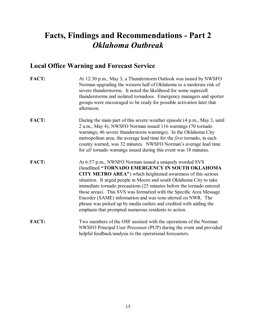 Facts, Findings and Recommendations - Part 2
Oklahoma Outbreak
Local Office Warning and Forecast Service
FACT: At 12:30 p.m., May 3, a Thunderstorm Outlook was issued by NWSFO
Norman upgrading the western half of Oklahoma to a moderate risk of
severe thunderstorms. It noted the likelihood for some supercell
thunderstorms and isolated tornadoes. Emergency managers and spotter
groups were encouraged to be ready for possible activation later that
afternoon.
FACT: During the main part of this severe weather episode (4 p.m., May 3, until
2 a.m., May 4), NWSFO Norman issued 116 warnings (70 tornado
warnings; 46 severe thunderstorm warnings). In the Oklahoma City
metropolitan area, the average lead time for the first tornado, in each
county warned, was 32 minutes. NWSFO Norman's average lead time
for all tornado warnings issued during this event was 18 minutes.
FACT: At 6:57 p.m., NWSFO Norman issued a uniquely worded SVS
(headlined "TORNADO EMERGENCY IN SOUTH OKLAHOMA
CITY METRO AREA") which heightened awareness of this serious
situation. It urged people in Moore and south Oklahoma City to take
immediate tornado precautions (25 minutes before the tornado entered
those areas). This SVS was formatted with the Specific Area Message
Encoder (SAME) information and was tone-alerted on NWR. The
phrase was picked up by media outlets and credited with adding the
emphasis that prompted numerous residents to action.
FACT: Two members of the OSF assisted with the operations of the Norman
NWSFO Principal User Processor (PUP) during the event and provided
helpful feedback/analysis to the operational forecasters.
15